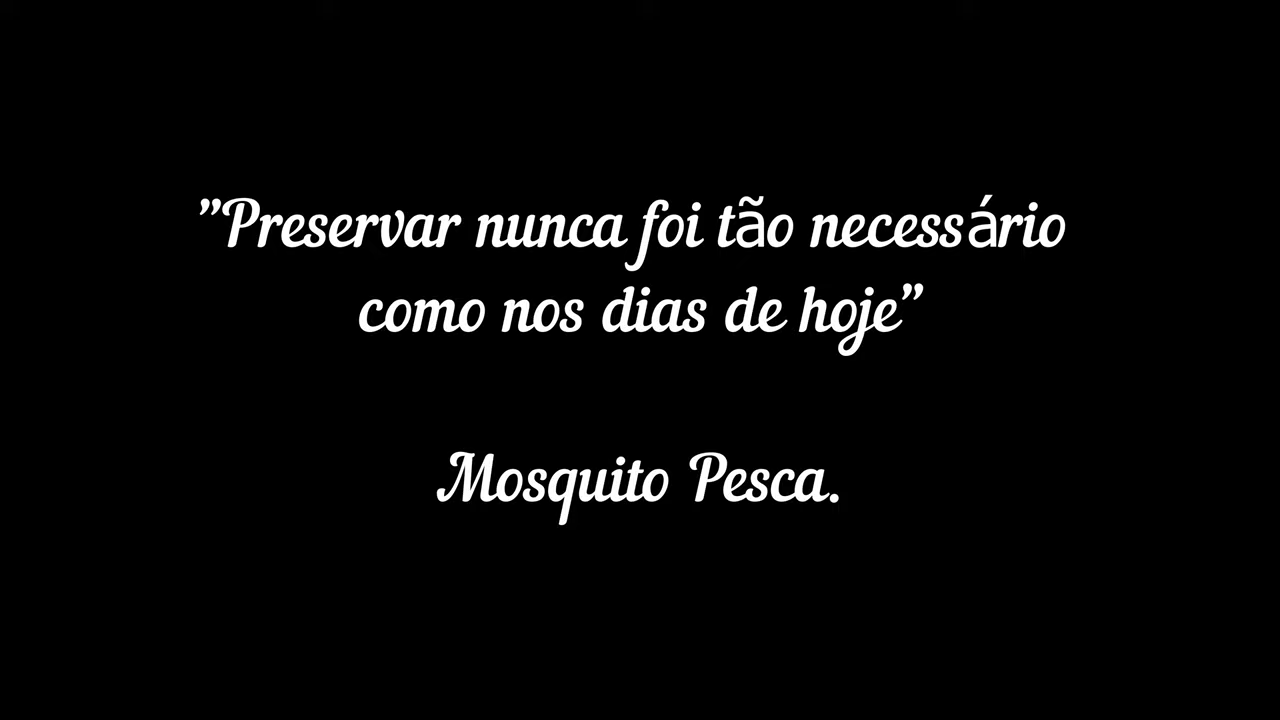 "Preservar nunca foi tão necessário
como nos dias de hoje"
Mosquito Pesca.